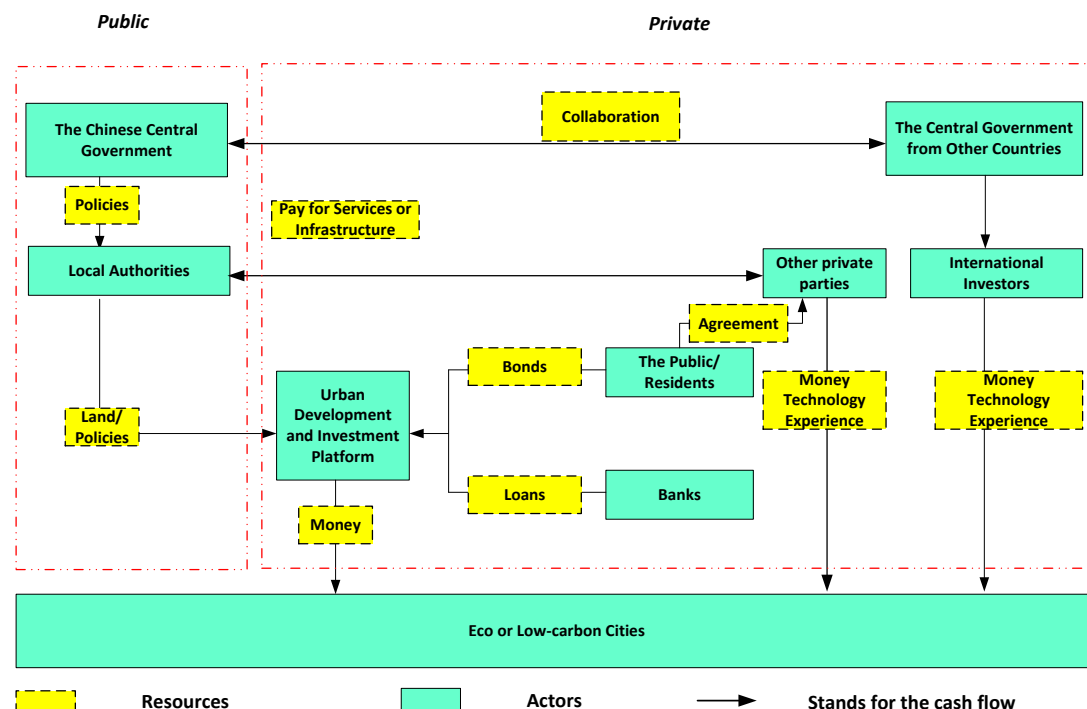 Public
Private
Collaboration
The Chinese Central
Government
The Central Government
from Other Countries
Policies
Pay for Services or
Infrastructure
Local Authorities
Other private
parties
International
Investors
Agreement
Bonds
The Public/
Residents
Money
Technology
Experience
Money
Technology
Experience
Urban
Development
and Investment
Platform
Land/
Policies
Loans
Banks
Money
Eco or Low-carbon Cities
Resources
Actors
Stands for the cash flow